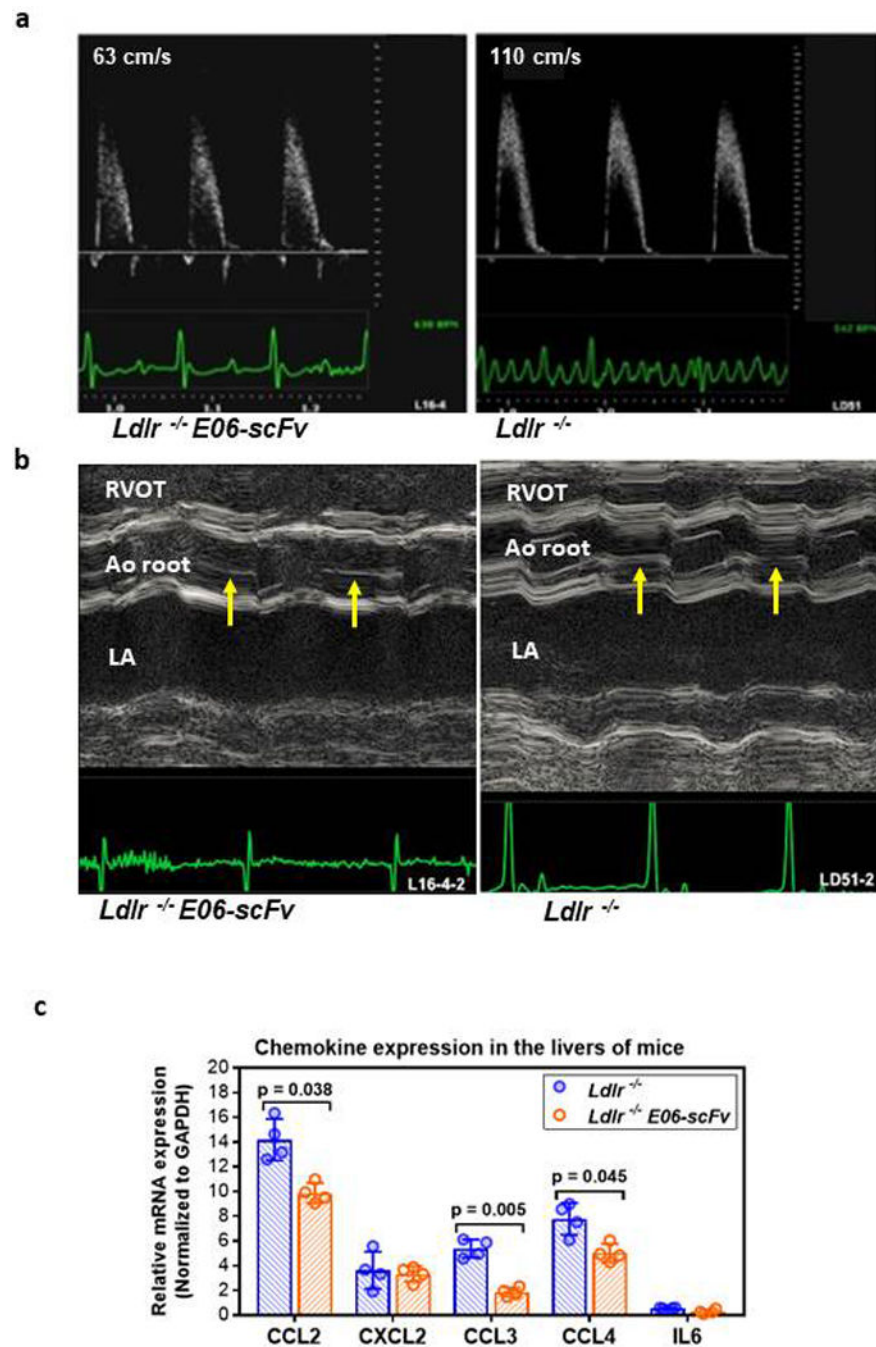 a
63 cm/s
110 cm/s
L16-4
LD51
Ldlr -/- E06-scFv
Ldlr -/-
b
RVOT
Ao root
LA
L16-4-2
RVOT
Ao root
LA
LD51-2
Ldlr -/- E06-scFv
Ldlr -/-
c
Chemokine expression in the livers of mice
Relative mRNA expression
(Normalized to GAPDH)
20
18
16
14
12
10
8
6
4
2
0
p = 0.038
p = 0.005
p = 0.045
Ldlr -/-
Ldlr -/- E06-scFv
CCL2
CXCL2
CCL3
CCL4
IL6